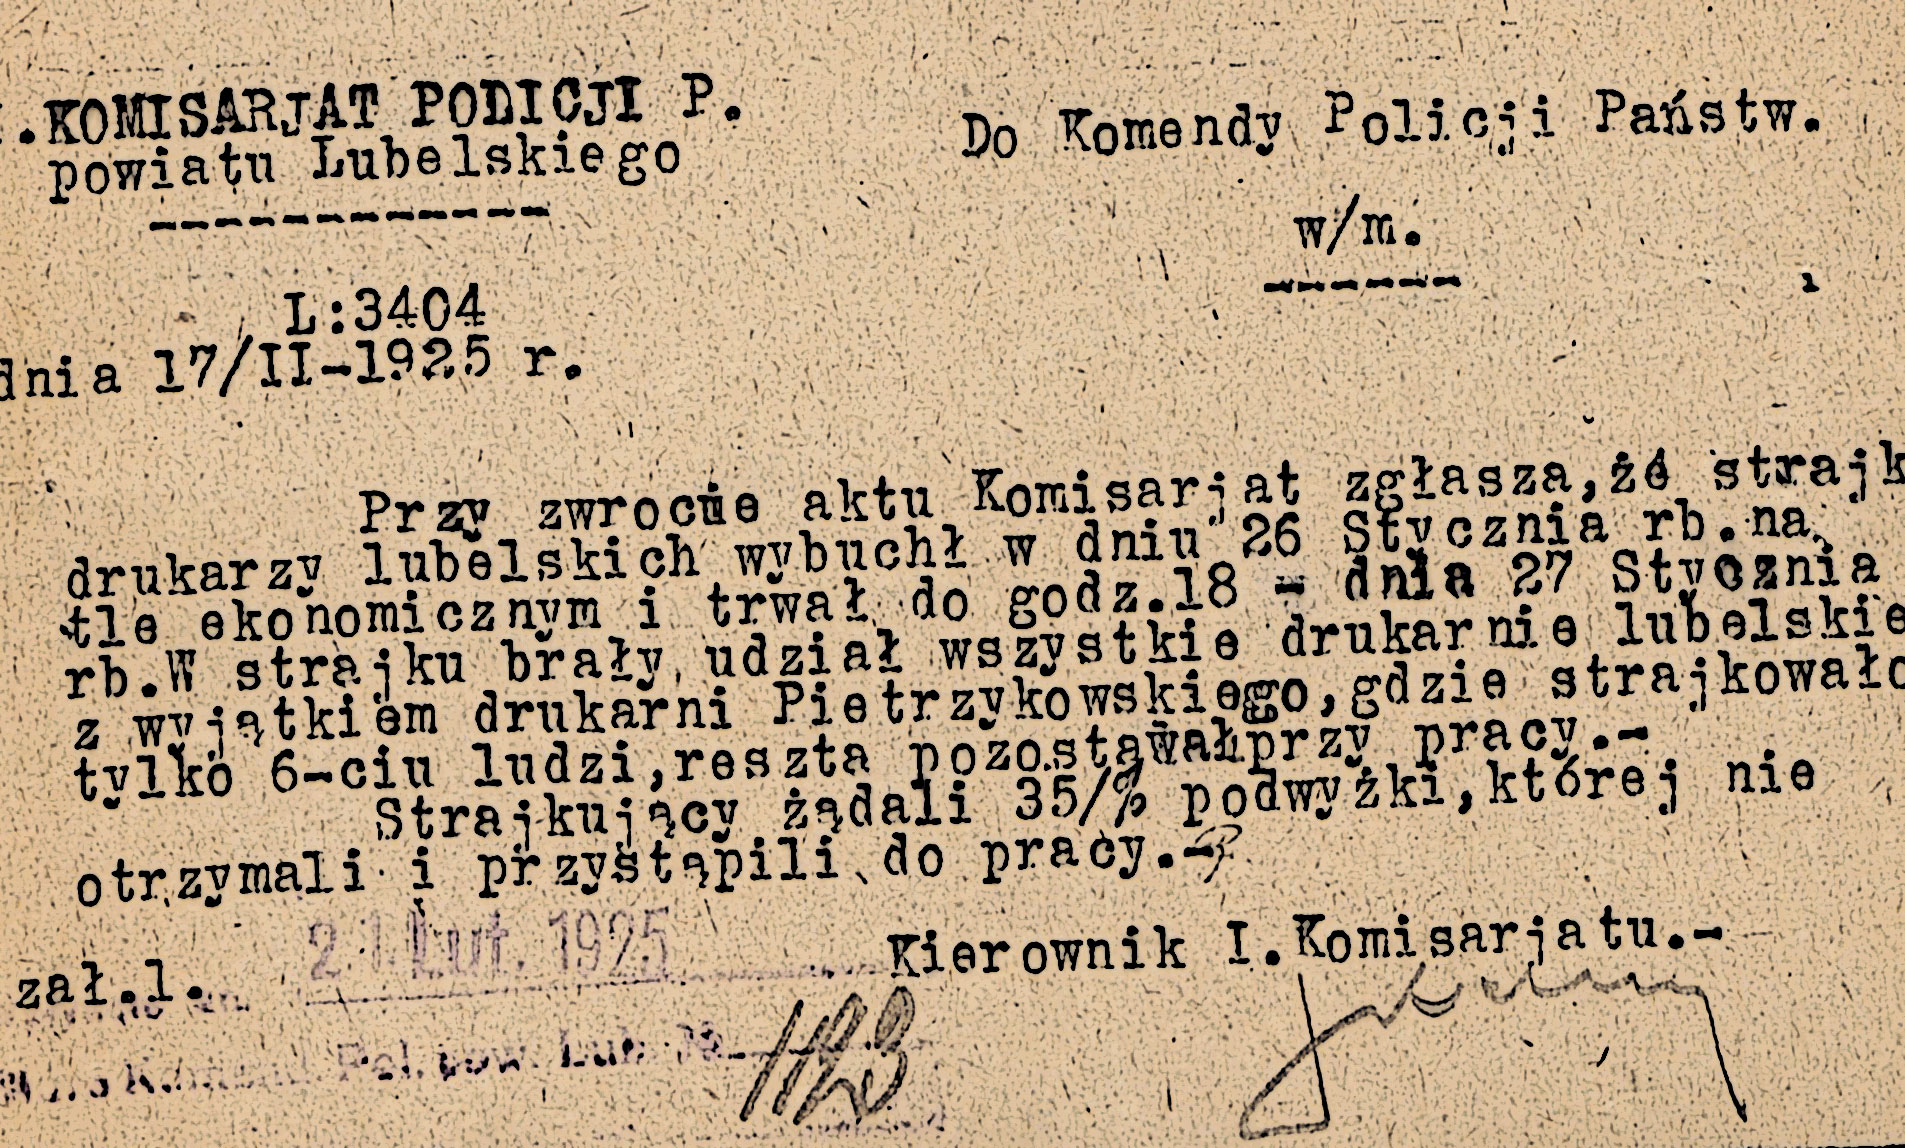 I.KOMISARJAT POLICJI P.
powiatu Lubelskiego
Do Komendy Policji Państw.
w/m.
L:3404
dnia 17/II-1925 r.
Przy zwrocie aktu Komisarjat zgłasza,że strajk
drukarzy lubelskich wybuchł w dniu 26 Stycznia rb.na
tle ekonomicznym i trwał do godz.18 - dnia 27 Stycznia
rb.W strajku brały udział wszystkie drukarnie lubelskie
z wyjątkiem drukarni Pietrzykowskiego,gdzie strajkowało
tylko 6-ciu ludzi,reszta pozostawał przy pracy.-
Strajkujący żądali 35/% podwyżki,której nie
otrzymali i przystąpili do pracy.-
21 Lut. 1925
Kierownik I.Komisarjatu.-
zał.1.